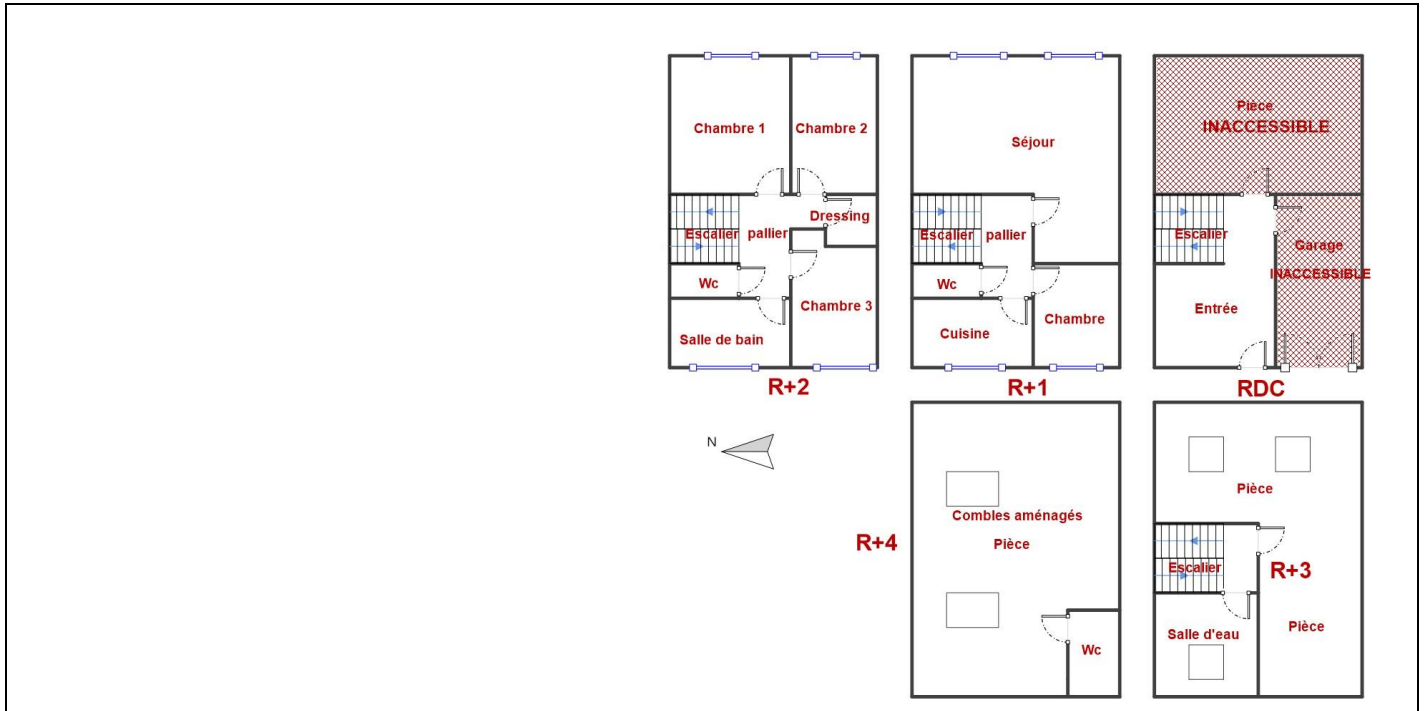 Chambre 1
Chambre 2
Dressing
Escalier
pallier
Wc
Chambre 3
Salle de bain
R+2
Séjour
Escalier
pallier
Wc
Chambre
Cuisine
R+1
Pièce
INACCESSIBLE
Escalier
Garage
INACCESSIBLE
Entrée
RDC
N
Combles aménagés
Pièce
R+4
Wc
Pièce
Escalier
R+3
Pièce
Salle d'eau